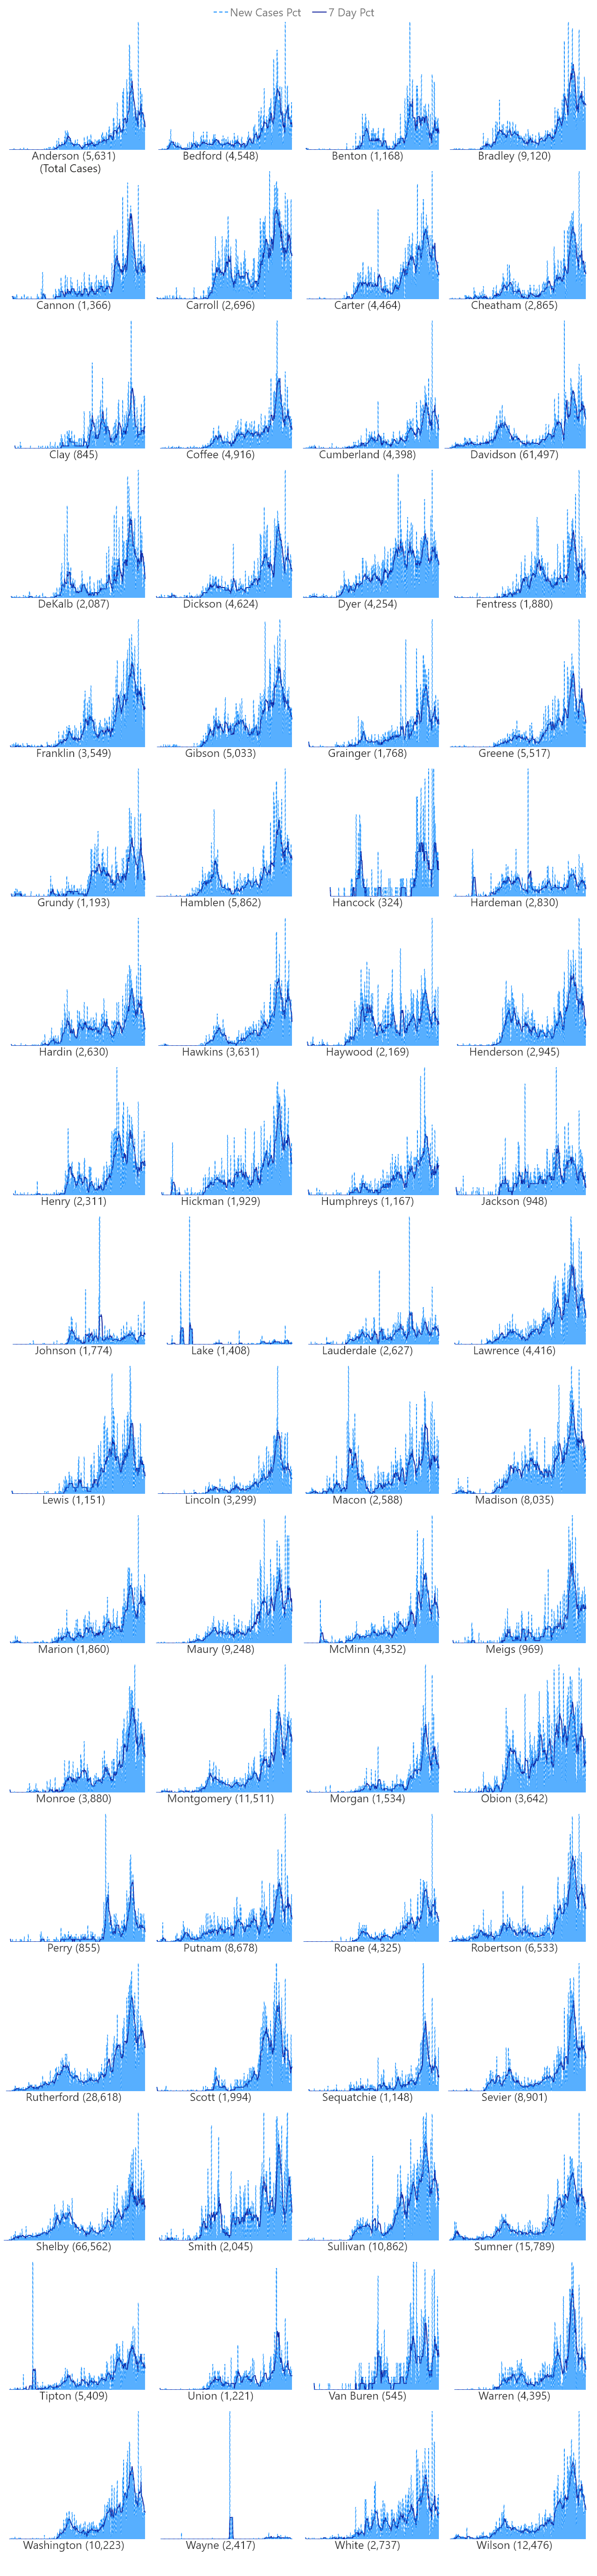 New Cases Pct 7 Day Pct
Anderson (5,631) Bedford (4,548) Benton (1,168) Bradley (9,120)
(Total Cases)
Cannon (1,366) Carroll (2,696) Carter (4,464) Cheatham (2,865)
Clay (845) Coffee (4,916) Cumberland (4,398) Davidson (61,497)
DeKalb (2,087) Dickson (4,624) Dyer (4,254) Fentress (1,880)
Franklin (3,549) Gibson (5,033) Grainger (1,768) Greene (5,517)
Grundy (1,193) Hamblen (5,862) Hancock (324) Hardeman (2,830)
Hardin (2,630) Hawkins (3,631) Haywood (2,169) Henderson (2,945)
Henry (2,311) Hickman (1,929) Humphreys (1,167) Jackson (948)
Johnson (1,774) Lake (1,408) Lauderdale (2,627) Lawrence (4,416)
Lewis (1,151) Lincoln (3,299) Macon (2,588) Madison (8,035)
Marion (1,860) Maury (9,248) McMinn (4,352) Meigs (969)
Monroe (3,880) Montgomery (11,511) Morgan (1,534) Obion (3,642)
Perry (855) Putnam (8,678) Roane (4,325) Robertson (6,533)
Rutherford (28,618) Scott (1,994) Sequatchie (1,148) Sevier (8,901)
Shelby (66,562) Smith (2,045) Sullivan (10,862) Sumner (15,789)
Tipton (5,409) Union (1,221) Van Buren (545) Warren (4,395)
Washington (10,223) Wayne (2,417) White (2,737) Wilson (12,476)